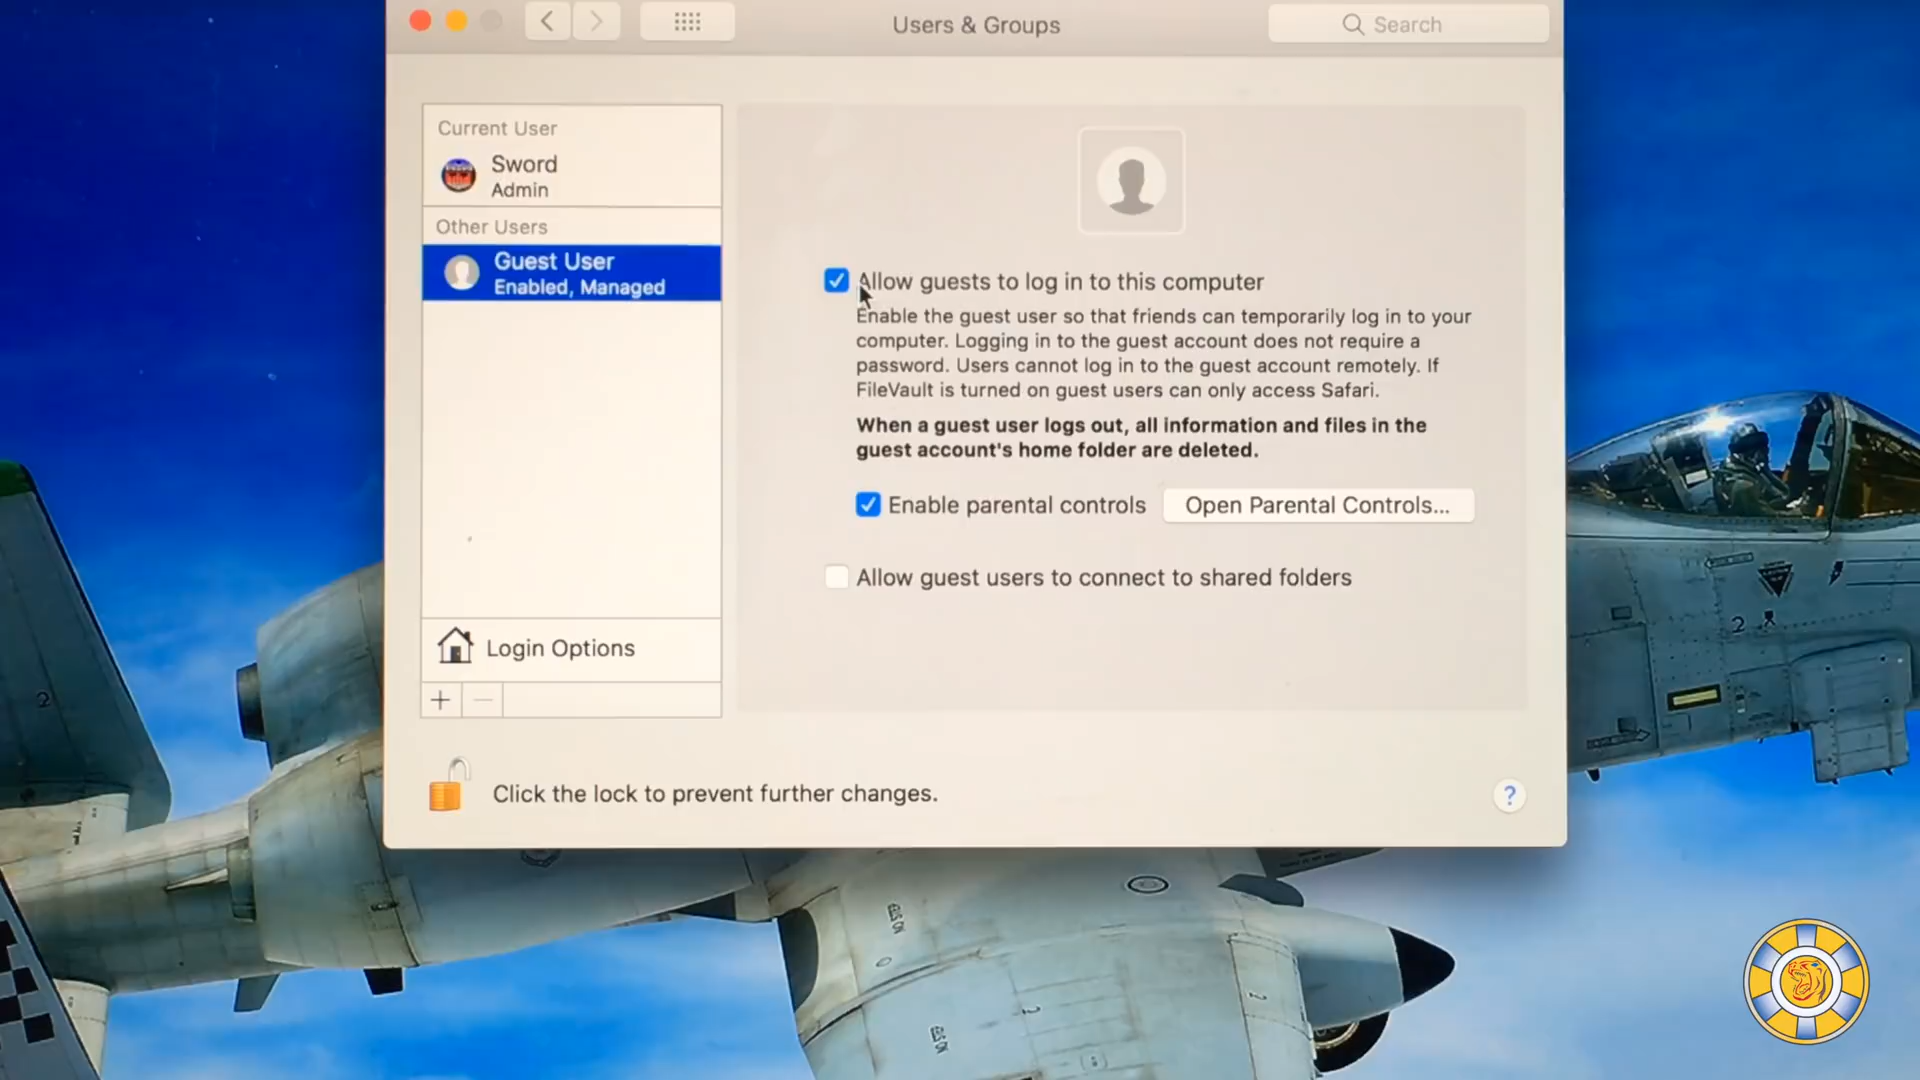 Users & Groups
Search
Current User
Sword
Admin
Other Users
Guest User
Enabled, Managed
Login Options
Allow guests to log in to this computer
Enable the guest user so that friends can temporarily log in to your
computer. Logging in to the guest account does not require a
password. Users cannot log in to the guest account remotely. If
FileVault is turned on guest users can only access Safari.
When a guest user logs out, all information and files in the
guest account's home folder are deleted.
Enable parental controls
Open Parental Controls...
Allow guest users to connect to shared folders
Click the lock to prevent further changes.
?
2